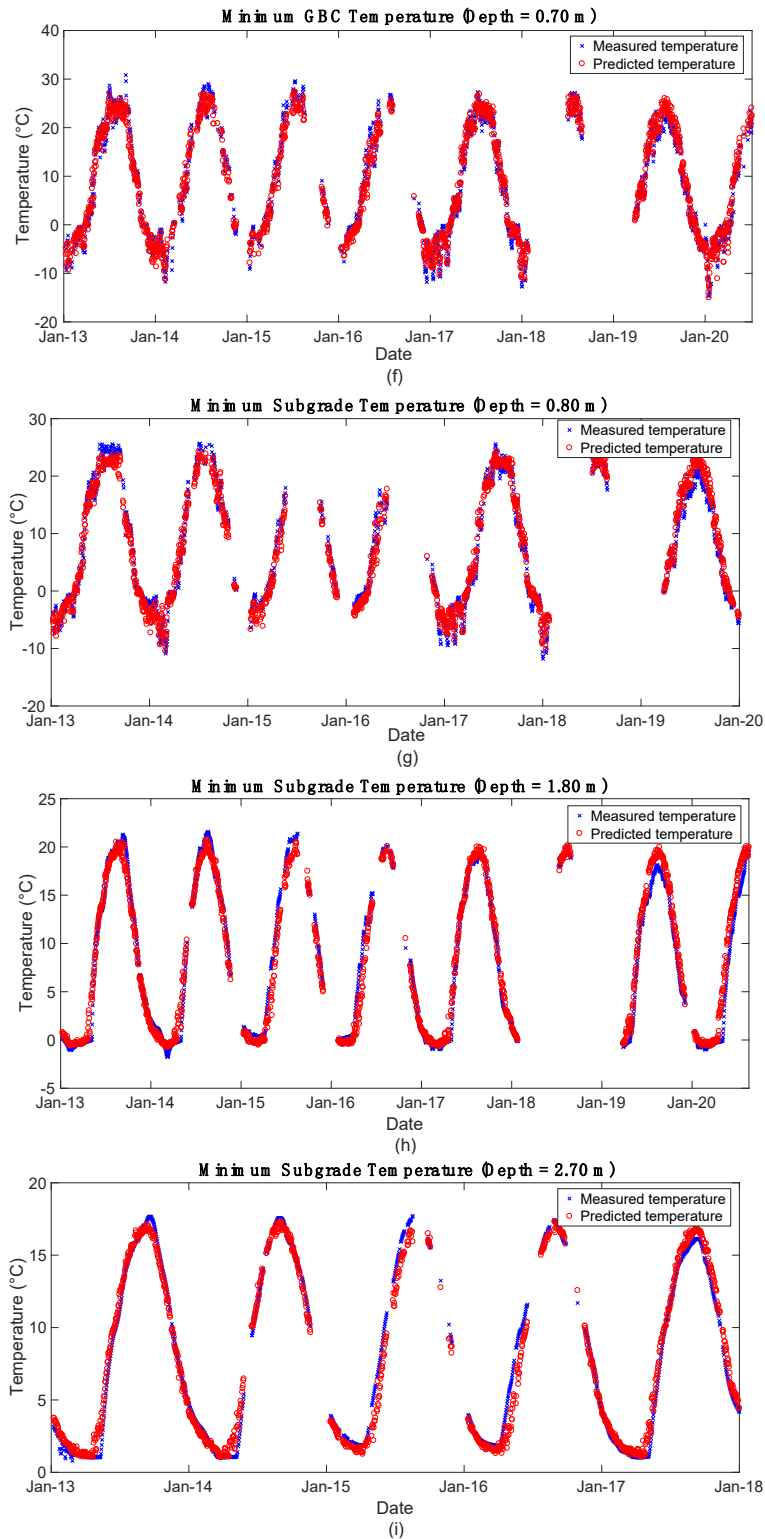 Minimum GBC Temperature (Depth = 0.70 m)
40
30
20
10
0
-10
-20
Temperature (°C)
Measured temperature
Predicted temperature
Jan-13 Jan-14 Jan-15 Jan-16 Jan-17 Jan-18 Jan-19 Jan-20
Date
(f)
Minimum Subgrade Temperature (Depth = 0.80 m)
30
20
10
0
-10
-20
Temperature (°C)
Measured temperature
Predicted temperature
Jan-13 Jan-14 Jan-15 Jan-16 Jan-17 Jan-18 Jan-19 Jan-20
Date
(g)
Minimum Subgrade Temperature (Depth = 1.80 m)
25
20
15
10
5
0
-5
Temperature (°C)
Measured temperature
Predicted temperature
Jan-13 Jan-14 Jan-15 Jan-16 Jan-17 Jan-18 Jan-19 Jan-20
Date
(h)
Minimum Subgrade Temperature (Depth = 2.70 m)
20
15
10
5
0
Temperature (°C)
Measured temperature
Predicted temperature
Jan-13 Jan-14 Jan-15 Jan-16 Jan-17 Jan-18
Date
(i)